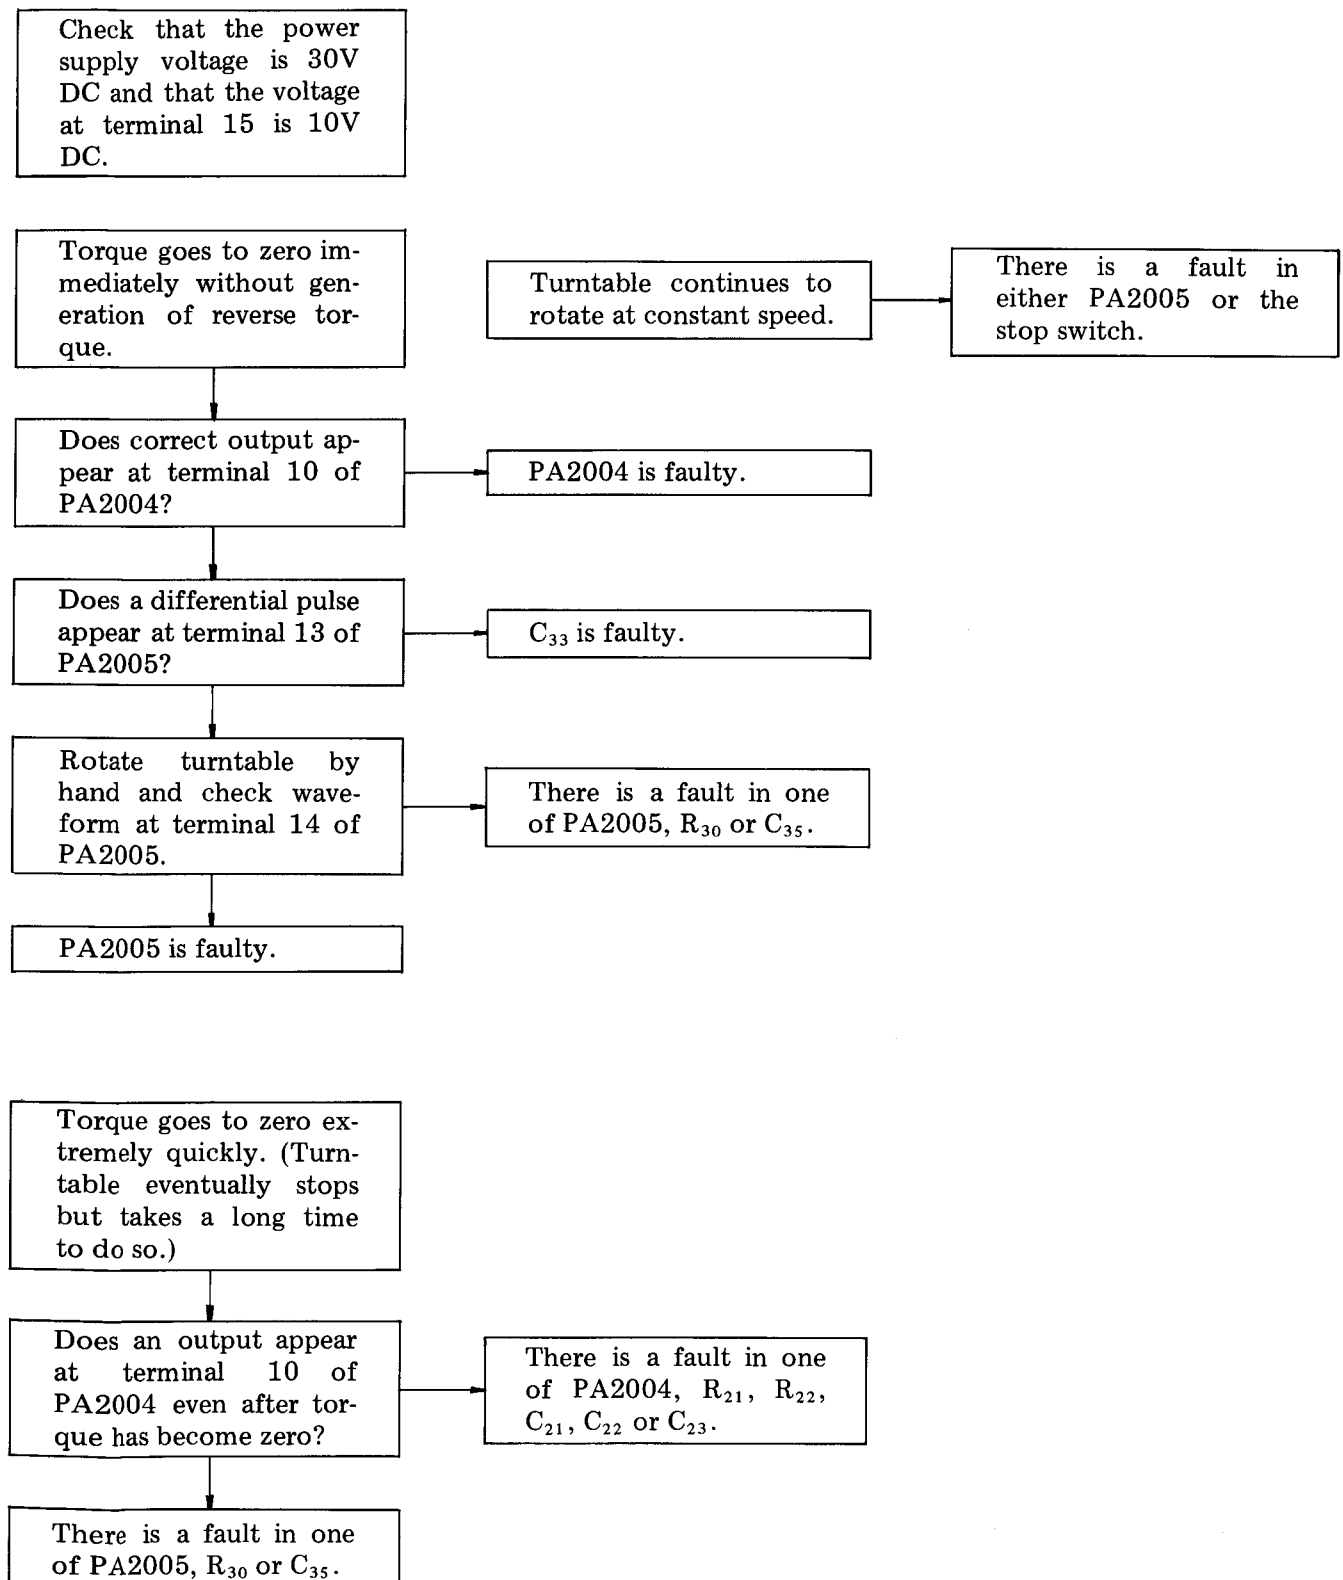 Check that the power
supply voltage is 30V
DC and that the voltage
at terminal 15 is 10V
DC.
Torque goes to zero im-
mediately without gen-
eration of reverse tor-
que.
Turntable continues to
rotate at constant speed.
There is a fault in
either PA2005 or the
stop switch.
Does correct output ap-
pear at terminal 10 of
PA2004?
PA2004 is faulty.
Does a differential pulse
appear at terminal 13 of
PA2005?
C₃₃ is faulty.
Rotate turntable by
hand and check wave-
form at terminal 14 of
PA2005.
There is a fault in one
of PA2005, R₃₀ or C₃₅.
PA2005 is faulty.
Torque goes to zero ex-
tremely quickly. (Turn-
table eventually stops
but takes a long time
to do so.)
Does an output appear
at terminal 10 of
PA2004 even after tor-
que has become zero?
There is a fault in one
of PA2004, R₂₁, R₂₂,
C₂₁, C₂₂ or C₂₃.
There is a fault in one
of PA2005, R₃₀ or C₃₅.